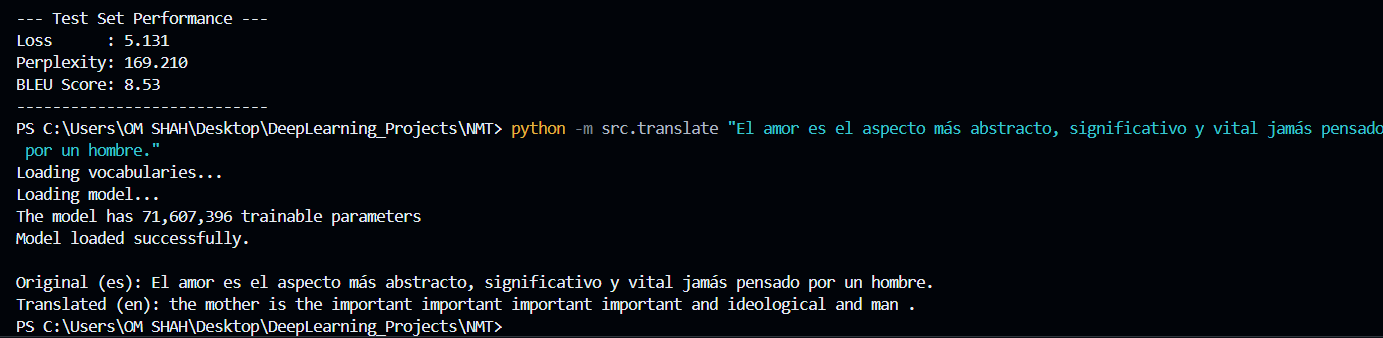 --- Test Set Performance ---
Loss      : 5.131
Perplexity: 169.210
BLEU Score: 8.53
----------------------------
PS C:\Users\OM SHAH\Desktop\DeepLearning_Projects\NMT> python -m src.translate "El amor es el aspecto más abstracto, significativo y vital jamás pensado
 por un hombre."
Loading vocabularies...
Loading model...
The model has 71,607,396 trainable parameters
Model loaded successfully.

Original (es): El amor es el aspecto más abstracto, significativo y vital jamás pensado por un hombre.
Translated (en): the mother is the important important important important and ideological and man .
PS C:\Users\OM SHAH\Desktop\DeepLearning_Projects\NMT>